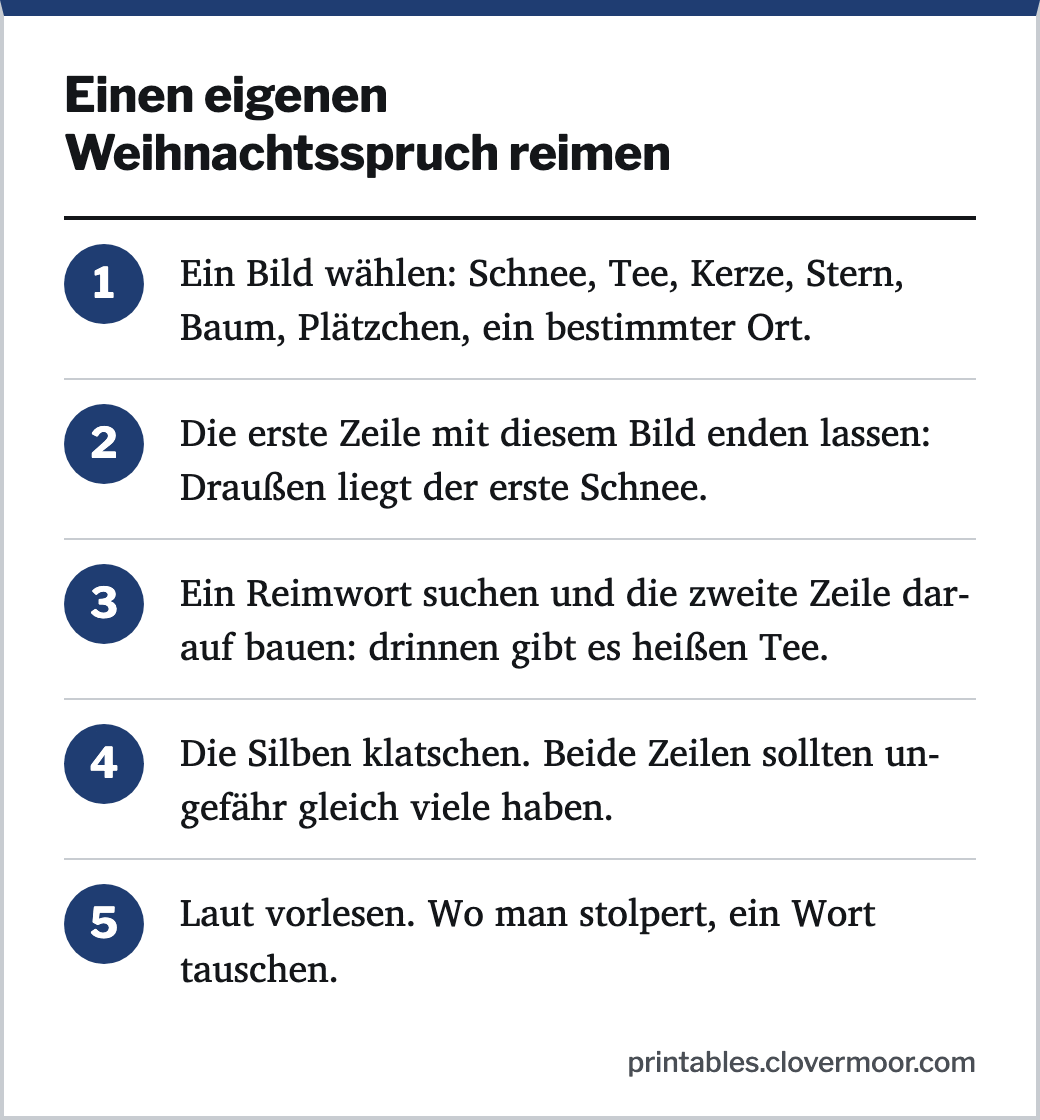 Einen eigenen
Weihnachtsspruch reimen
1 Ein Bild wählen: Schnee, Tee, Kerze, Stern,
Baum, Plätzchen, ein bestimmter Ort.
2 Die erste Zeile mit diesem Bild enden lassen:
Draußen liegt der erste Schnee.
3 Ein Reimwort suchen und die zweite Zeile dar-
auf bauen: drinnen gibt es heißen Tee.
4 Die Silben klatschen. Beide Zeilen sollten un-
gefähr gleich viele haben.
5 Laut vorlesen. Wo man stolpert, ein Wort
tauschen.
printables.clovermoor.com